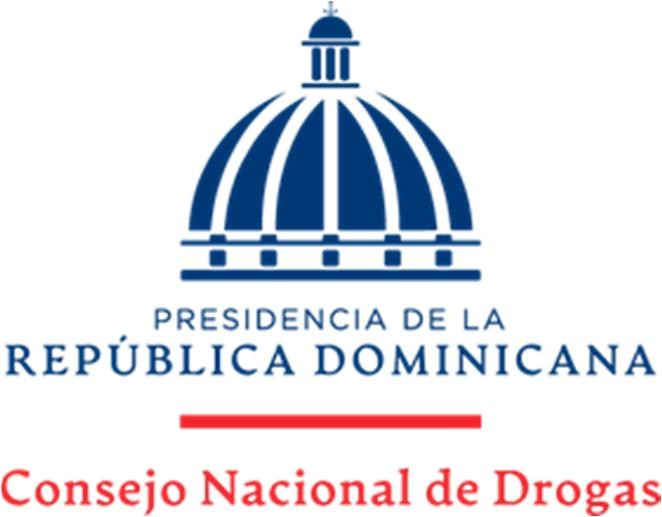 PRESIDENCIA DE LA
REPÚBLICA DOMINICANA
Consejo Nacional de Drogas